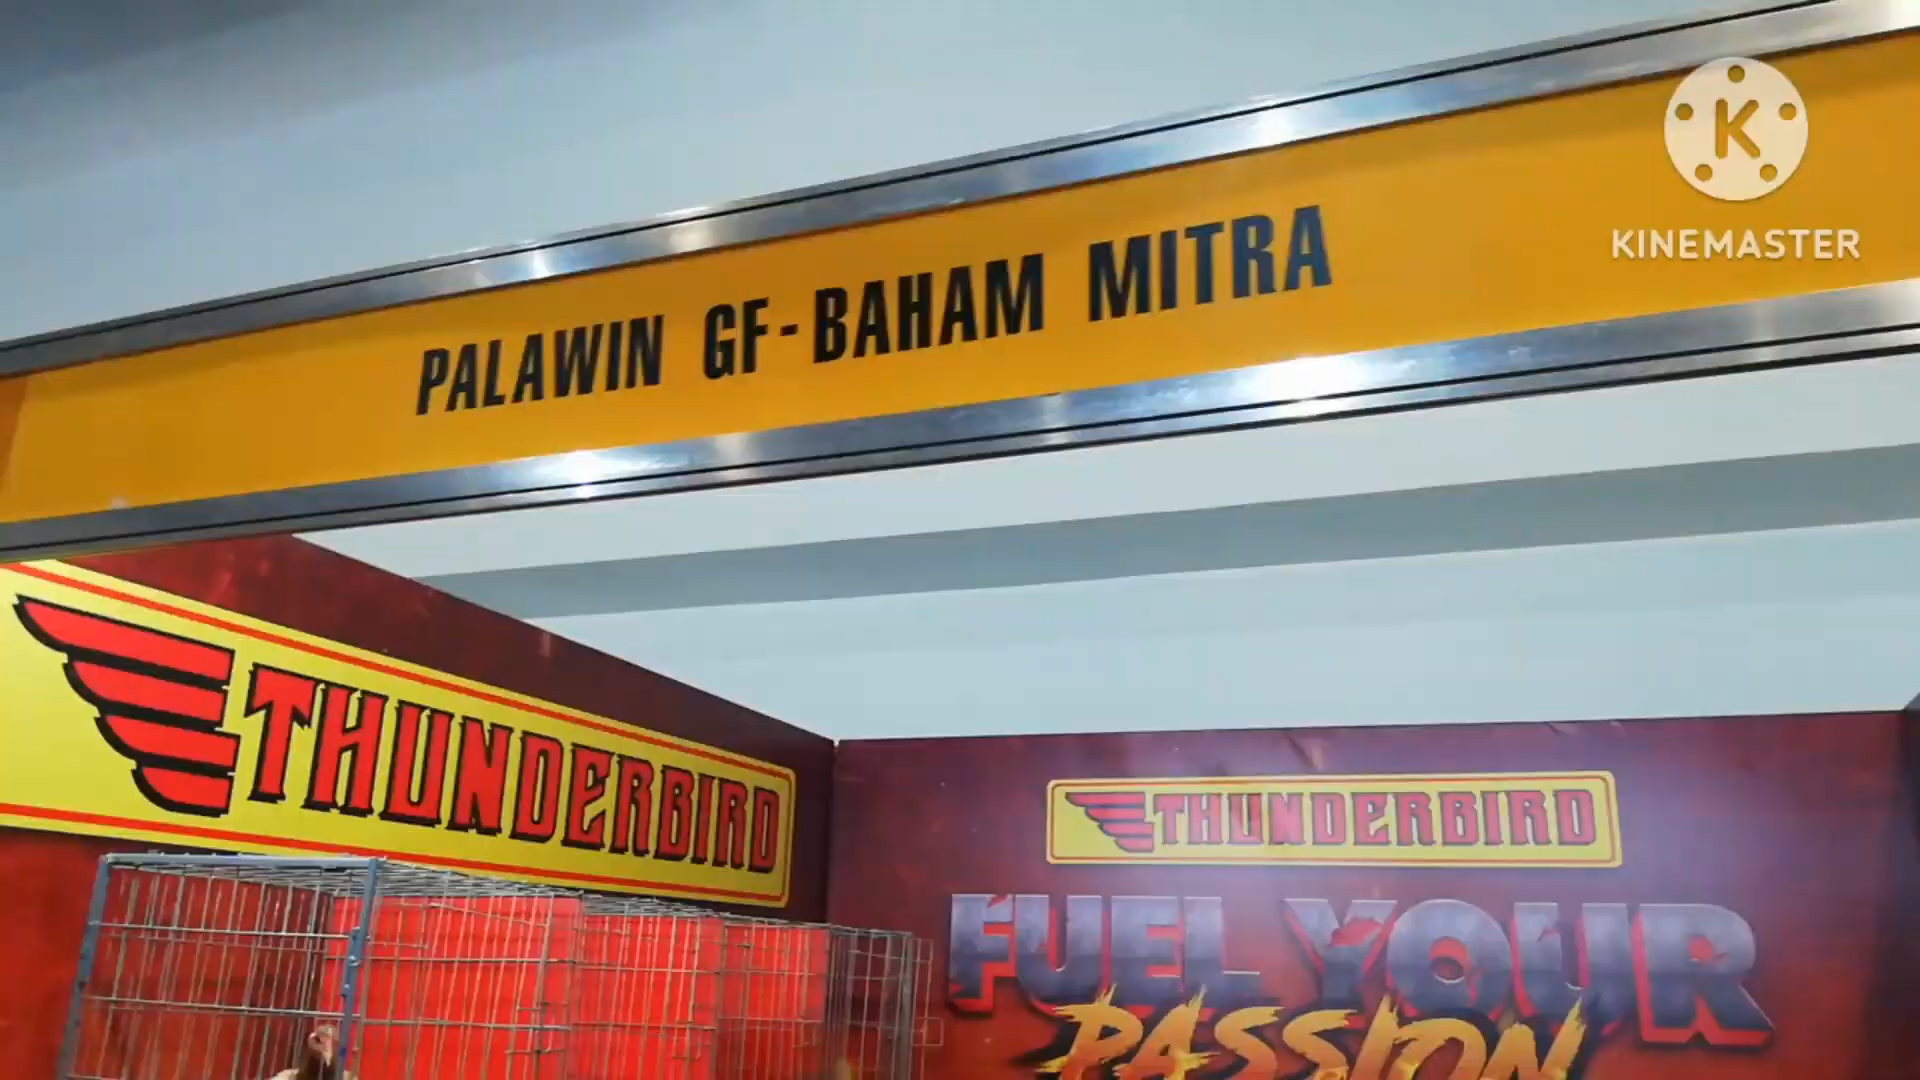 K
KINEMASTER
PALAWIN GF-BAHAM MITRA
THUNDERBIRD
THUNDERBIRD
FUEL YOUR
PASSION